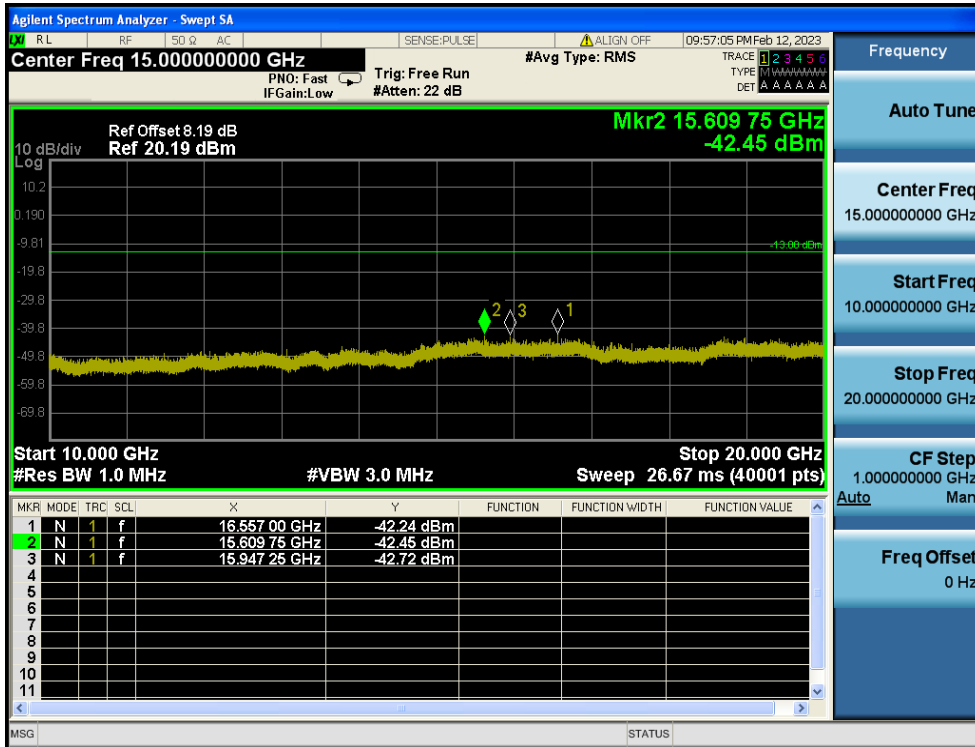 Agilent Spectrum Analyzer - Swept SA
LXI RL RF 50 Ω AC SENSE:PULSE ALIGN OFF 09:57:05 PM Feb 12, 2023
Center Freq 15.000000000 GHz #Avg Type: RMS TRACE 1 2 3 4 5 6
PNO: Fast Trig: Free Run TYPE M W W W W W
IFGain:Low #Atten: 22 dB DET A A A A A A
Mkr2 15.609 75 GHz
Ref Offset 8.19 dB
10 dB/div Ref 20.19 dBm -42.45 dBm
Log
10.2
0.190
-9.81
-13.00 dBm
-19.8
-29.8
2 3 1
-39.8
-49.8
-59.8
-69.8
Start 10.000 GHz Stop 20.000 GHz
#Res BW 1.0 MHz #VBW 3.0 MHz Sweep 26.67 ms (40001 pts)
MKR MODE TRC SCL X Y FUNCTION FUNCTION WIDTH FUNCTION VALUE
1 N 1 f 16.557 00 GHz -42.24 dBm
2 N 1 f 15.609 75 GHz -42.45 dBm
3 N 1 f 15.947 25 GHz -42.72 dBm
4
5
6
7
8
9
10
11
MSG STATUS
Frequency
Auto Tune
Center Freq
15.000000000 GHz
Start Freq
10.000000000 GHz
Stop Freq
20.000000000 GHz
CF Step
1.000000000 GHz
Auto Man
Freq Offset
0 Hz